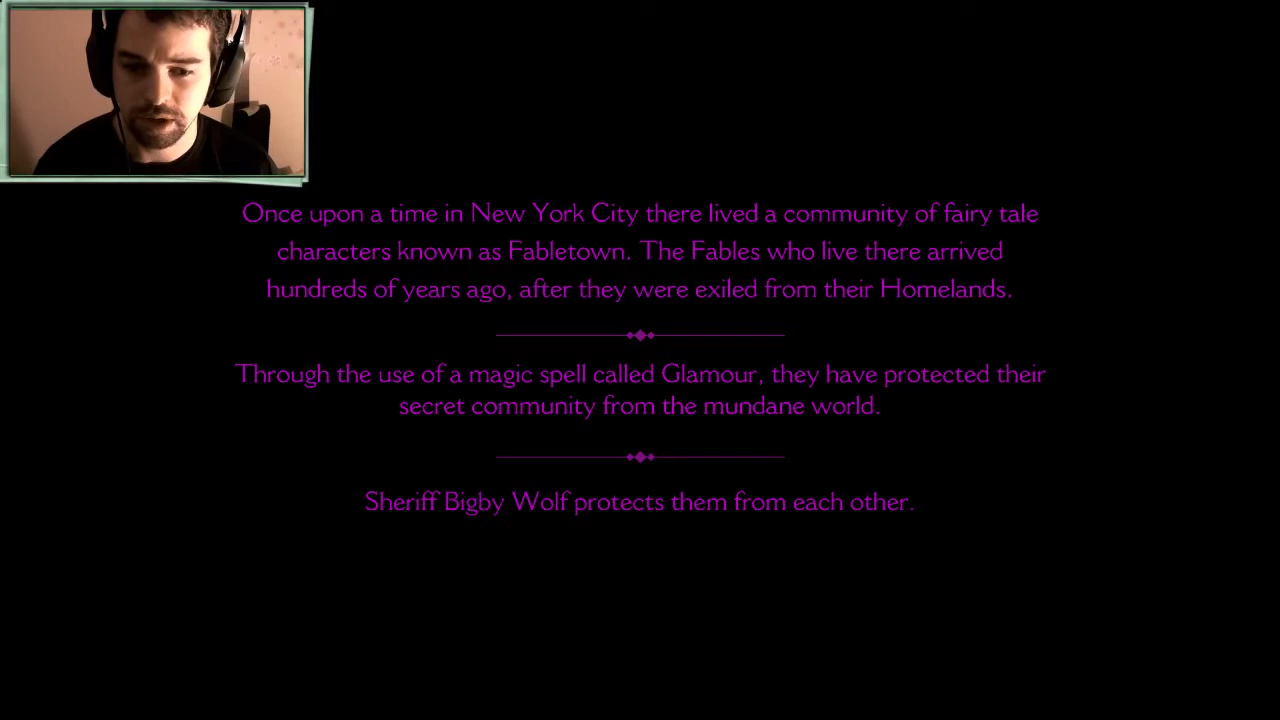 Once upon a time in New York City there lived a community of fairy tale
characters known as Fabletown. The Fables who live there arrived
hundreds of years ago, after they were exiled from their Homelands.
Through the use of a magic spell called Glamour, they have protected their
secret community from the mundane world.
Sheriff Bigby Wolf protects them from each other.